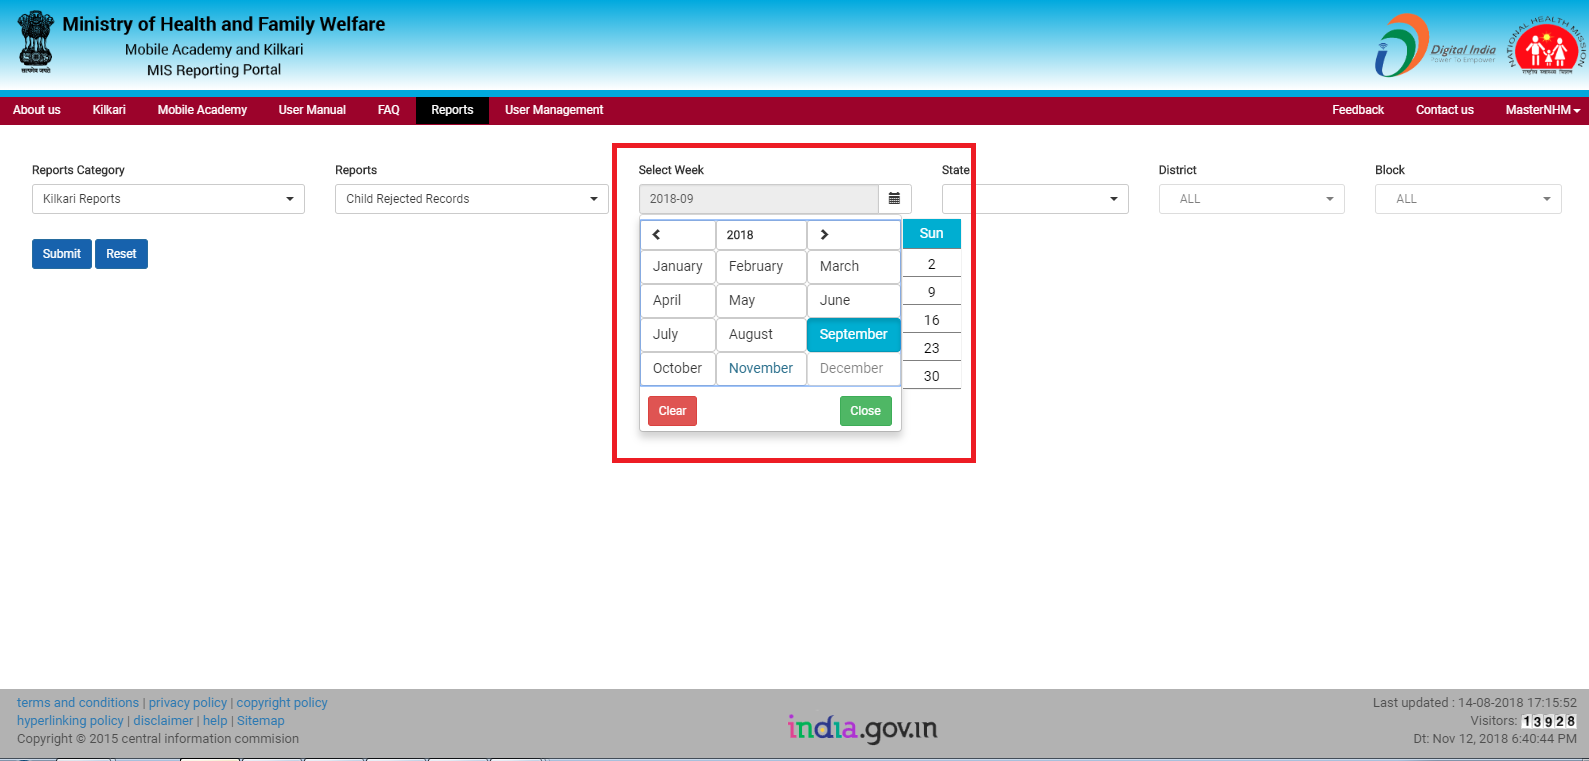 Ministry of Health and Family Welfare
Mobile Academy and Kilkari
MIS Reporting Portal
सत्यमेव जयते
Digital India
Power To Empower
NATIONAL HEALTH MISSION
राष्ट्रीय स्वास्थ्य मिशन
About us Kilkari Mobile Academy User Manual FAQ Reports User Management Feedback Contact us MasterNHM
Reports Category Reports Select Week State District Block
Kilkari Reports Child Rejected Records 2018-09 ALL ALL
Submit Reset
2018 Sun
January February March 2
April May June 9
July August September 16
October November December 23
30
Clear Close
terms and conditions | privacy policy | copyright policy
hyperlinking policy | disclaimer | help | Sitemap
Copyright © 2015 central information commision
india.gov.in
Last updated : 14-08-2018 17:15:52
Visitors: 13928
Dt: Nov 12, 2018 6:40:44 PM